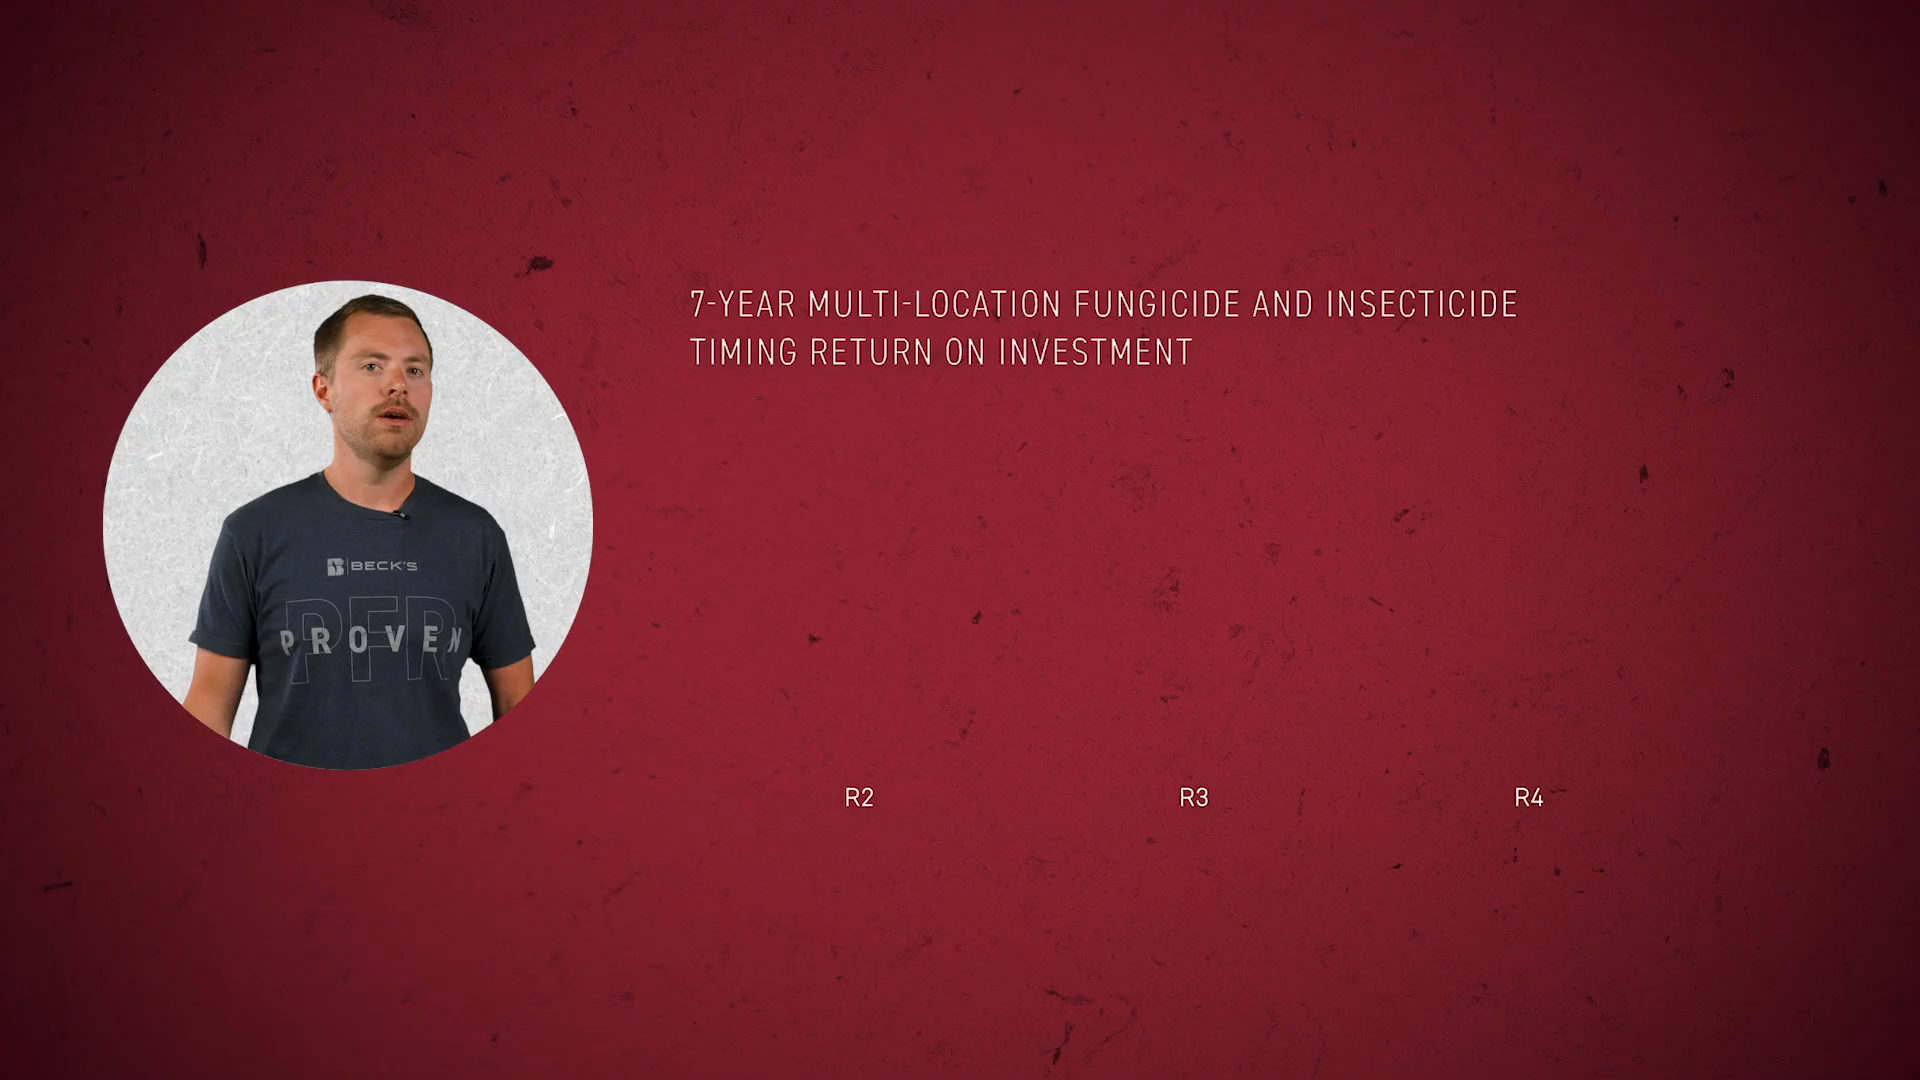 7-YEAR MULTI-LOCATION FUNGICIDE AND INSECTICIDE
TIMING RETURN ON INVESTMENT
BECK'S
PFR
PROVEN
R2
R3
R4